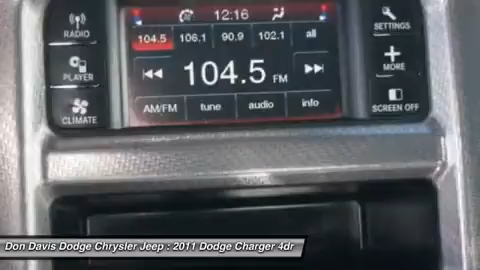 12:16
RADIO
104.5 106.1 90.9 102.1 all
SETTINGS
PLAYER
104.5 FM
MORE
CLIMATE
AM/FM tune audio info
SCREEN OFF
Don Davis Dodge Chrysler Jeep : 2011 Dodge Charger 4dr